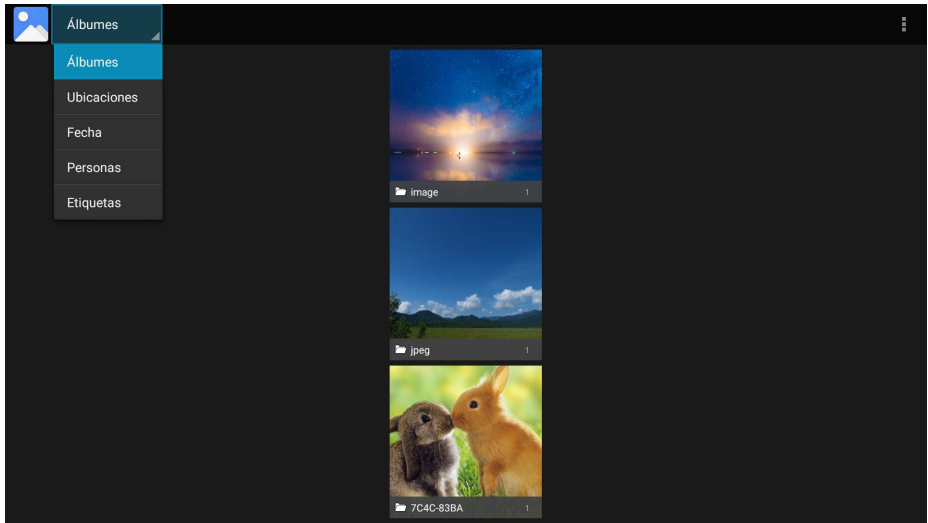 Álbumes
Álbumes
Ubicaciones
Fecha
Personas
Etiquetas
image 1
jpeg 1
7C4C-83BA 1